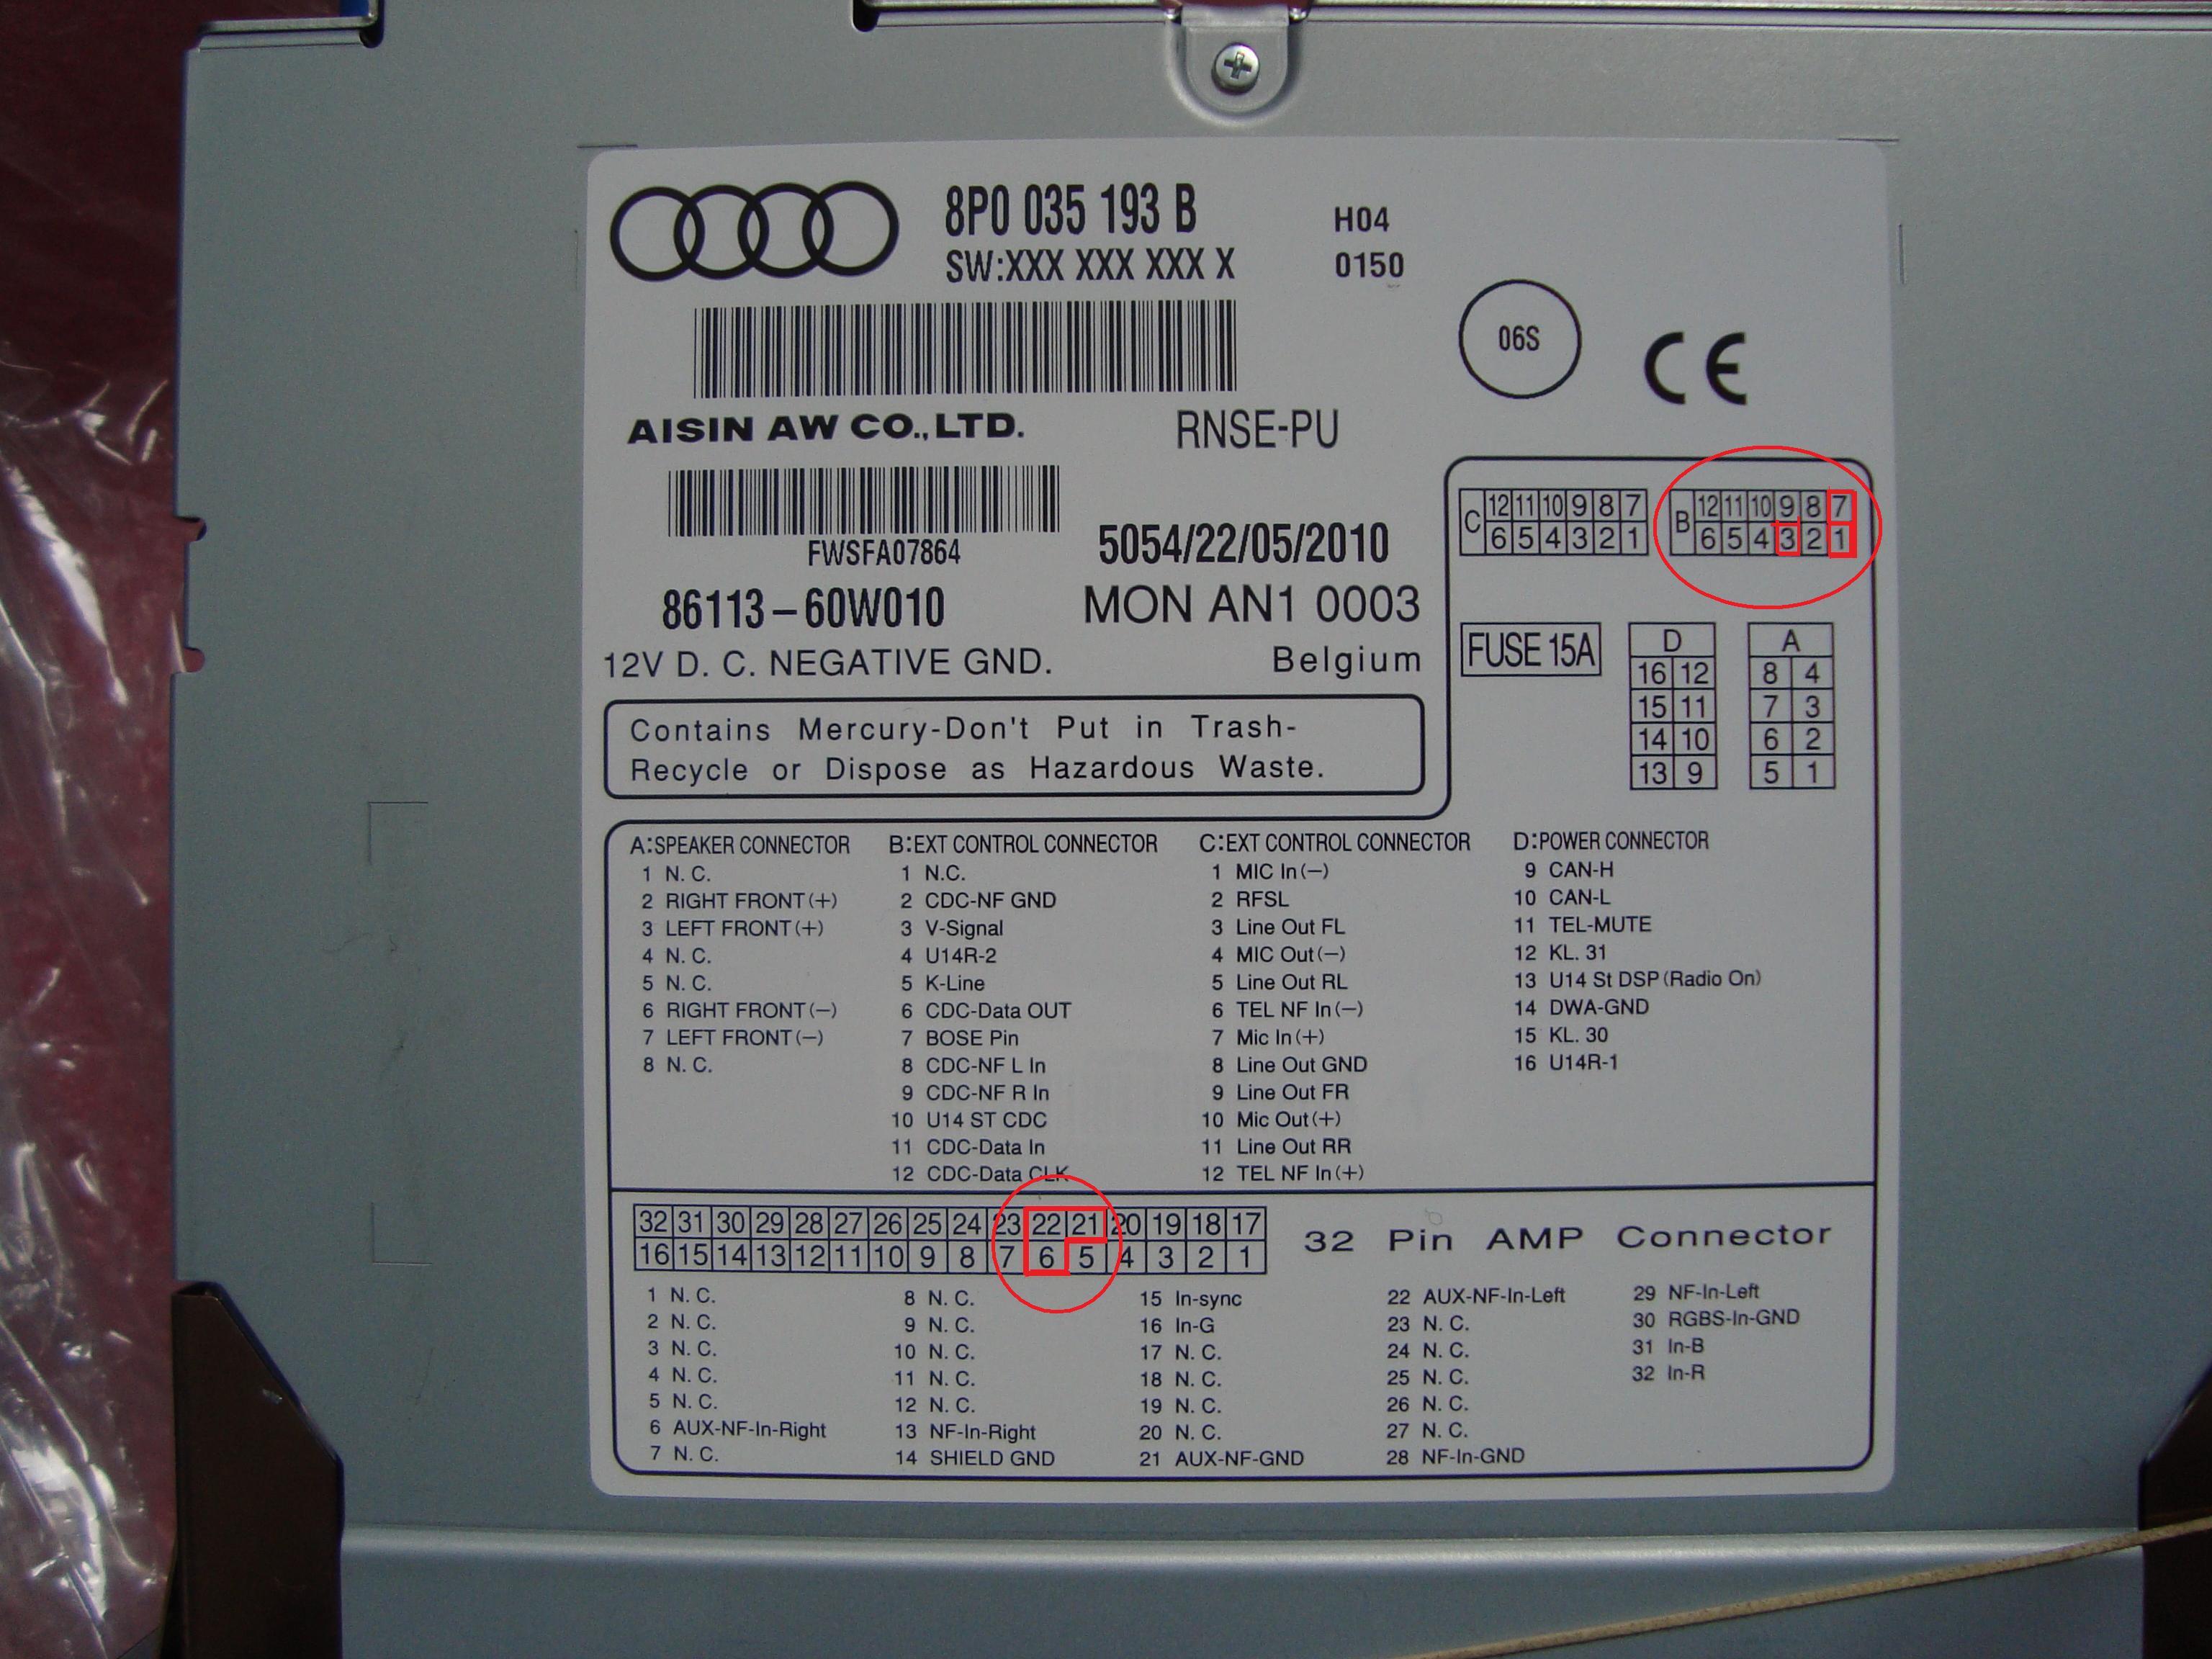 8P0 035 193 B
SW:XXX XXX XXX X
H04
0150
06S
CE
AISIN AW CO.,LTD.
RNSE-PU
FWSFA07864
5054/22/05/2010
86113-60W010
MON AN1 0003
12V D. C. NEGATIVE GND.
Belgium
Contains Mercury-Don't Put in Trash-
Recycle or Dispose as Hazardous Waste.
C 12 11 10 9 8 7
6 5 4 3 2 1
B 12 11 10 9 8 7
6 5 4 3 2 1
FUSE 15A
D
16 12
15 11
14 10
13 9
A
8 4
7 3
6 2
5 1
A:SPEAKER CONNECTOR
1 N. C.
2 RIGHT FRONT(+)
3 LEFT FRONT(+)
4 N. C.
5 N. C.
6 RIGHT FRONT(−)
7 LEFT FRONT(−)
8 N. C.
B:EXT CONTROL CONNECTOR
1 N.C.
2 CDC-NF GND
3 V-Signal
4 U14R-2
5 K-Line
6 CDC-Data OUT
7 BOSE Pin
8 CDC-NF L In
9 CDC-NF R In
10 U14 ST CDC
11 CDC-Data In
12 CDC-Data CLK
C:EXT CONTROL CONNECTOR
1 MIC In(−)
2 RFSL
3 Line Out FL
4 MIC Out(−)
5 Line Out RL
6 TEL NF In(−)
7 Mic In(+)
8 Line Out GND
9 Line Out FR
10 Mic Out(+)
11 Line Out RR
12 TEL NF In(+)
D:POWER CONNECTOR
9 CAN-H
10 CAN-L
11 TEL-MUTE
12 KL. 31
13 U14 St DSP(Radio On)
14 DWA-GND
15 KL. 30
16 U14R-1
32 31 30 29 28 27 26 25 24 23 22 21 20 19 18 17
16 15 14 13 12 11 10 9 8 7 6 5 4 3 2 1
32 Pin AMP Connector
1 N. C.
2 N. C.
3 N. C.
4 N. C.
5 N. C.
6 AUX-NF-In-Right
7 N. C.
8 N. C.
9 N. C.
10 N. C.
11 N. C.
12 N. C.
13 NF-In-Right
14 SHIELD GND
15 In-sync
16 In-G
17 N. C.
18 N. C.
19 N. C.
20 N. C.
21 AUX-NF-GND
22 AUX-NF-In-Left
23 N. C.
24 N. C.
25 N. C.
26 N. C.
27 N. C.
28 NF-In-GND
29 NF-In-Left
30 RGBS-In-GND
31 In-B
32 In-R